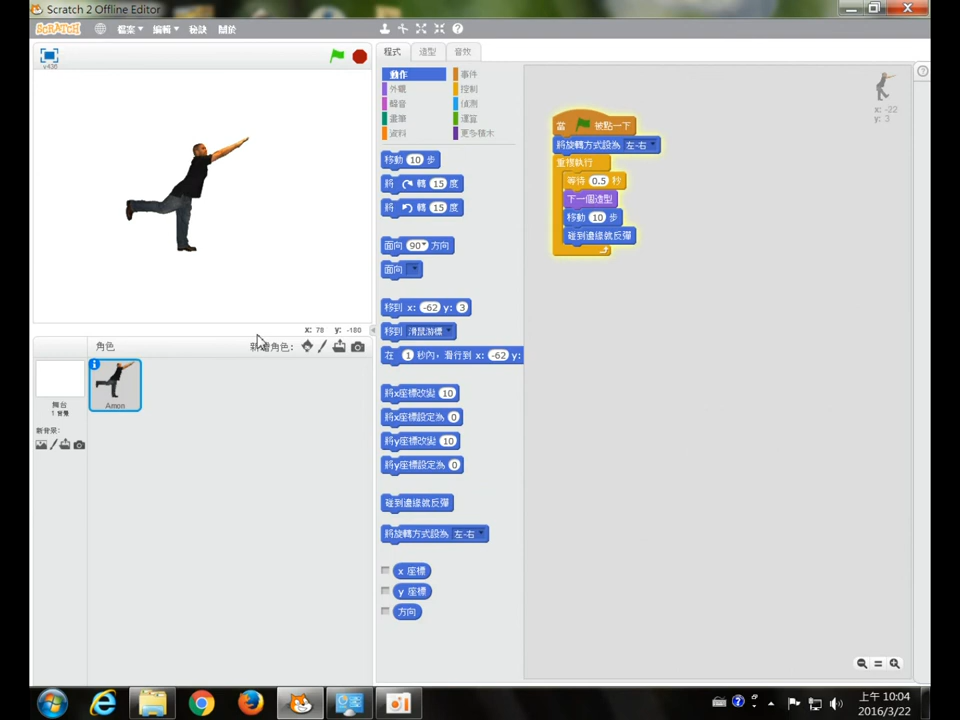 Scratch 2 Offline Editor
SCRATCH 檔案▼ 編輯▼ 秘訣 關於
v436
程式 造型 音效
動作 事件
外觀 控制
聲音 偵測
畫筆 運算
資料 更多積木
移動 10 步
將 轉 15 度
將 轉 15 度
面向 90▼ 方向
面向
移到 x: -62 y: 3
移到 滑鼠游標
在 1 秒內，滑行到 x: -62 y:
將x座標改變 10
將x座標設定為 0
將y座標改變 10
將y座標設定為 0
碰到邊緣就反彈
將旋轉方式設為 左-右
x 座標
y 座標
方向
當 被點一下
將旋轉方式設為 左-右
重複執行
等待 0.5 秒
下一個造型
移動 10 步
碰到邊緣就反彈
x: -22
y: 3
x: 78 y: -180
角色 新增角色:
舞台
1 背景
新背景:
Amon
上午 10:04
2016/3/22